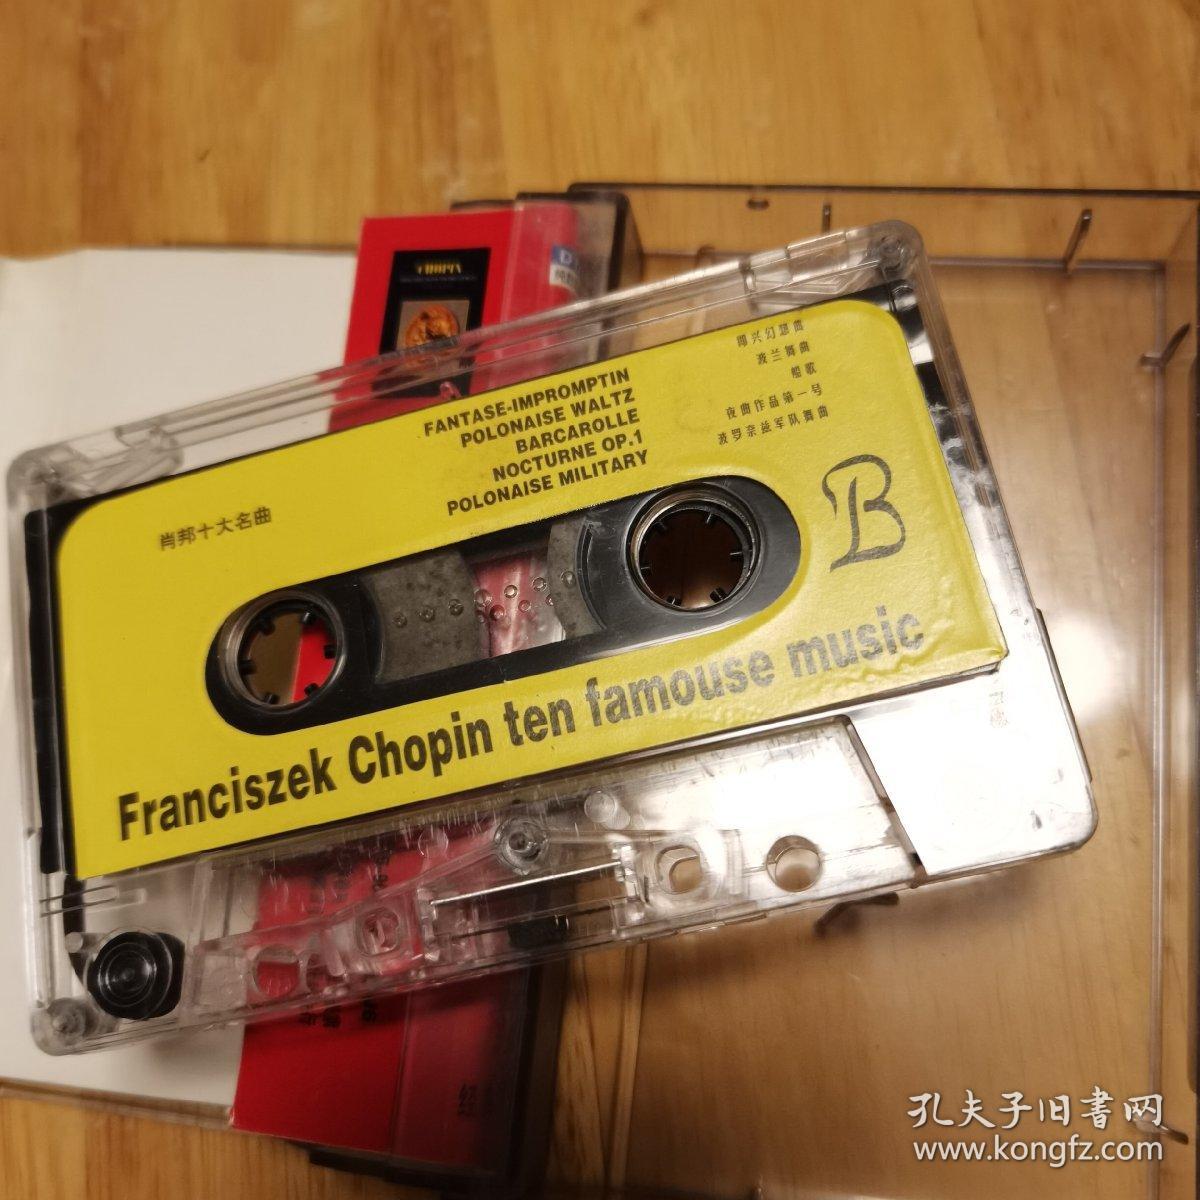 CHOPIN
FANTASE-IMPROMPTIN
POLONAISE WALTZ
BARCAROLLE
NOCTURNE OP.1
POLONAISE MILITARY
即兴幻想曲
波兰舞曲
船歌
夜曲作品第一号
波罗奈兹军队舞曲
肖邦十大名曲
B
Franciszek Chopin ten famouse music
孔夫子旧書网
www.kongfz.com